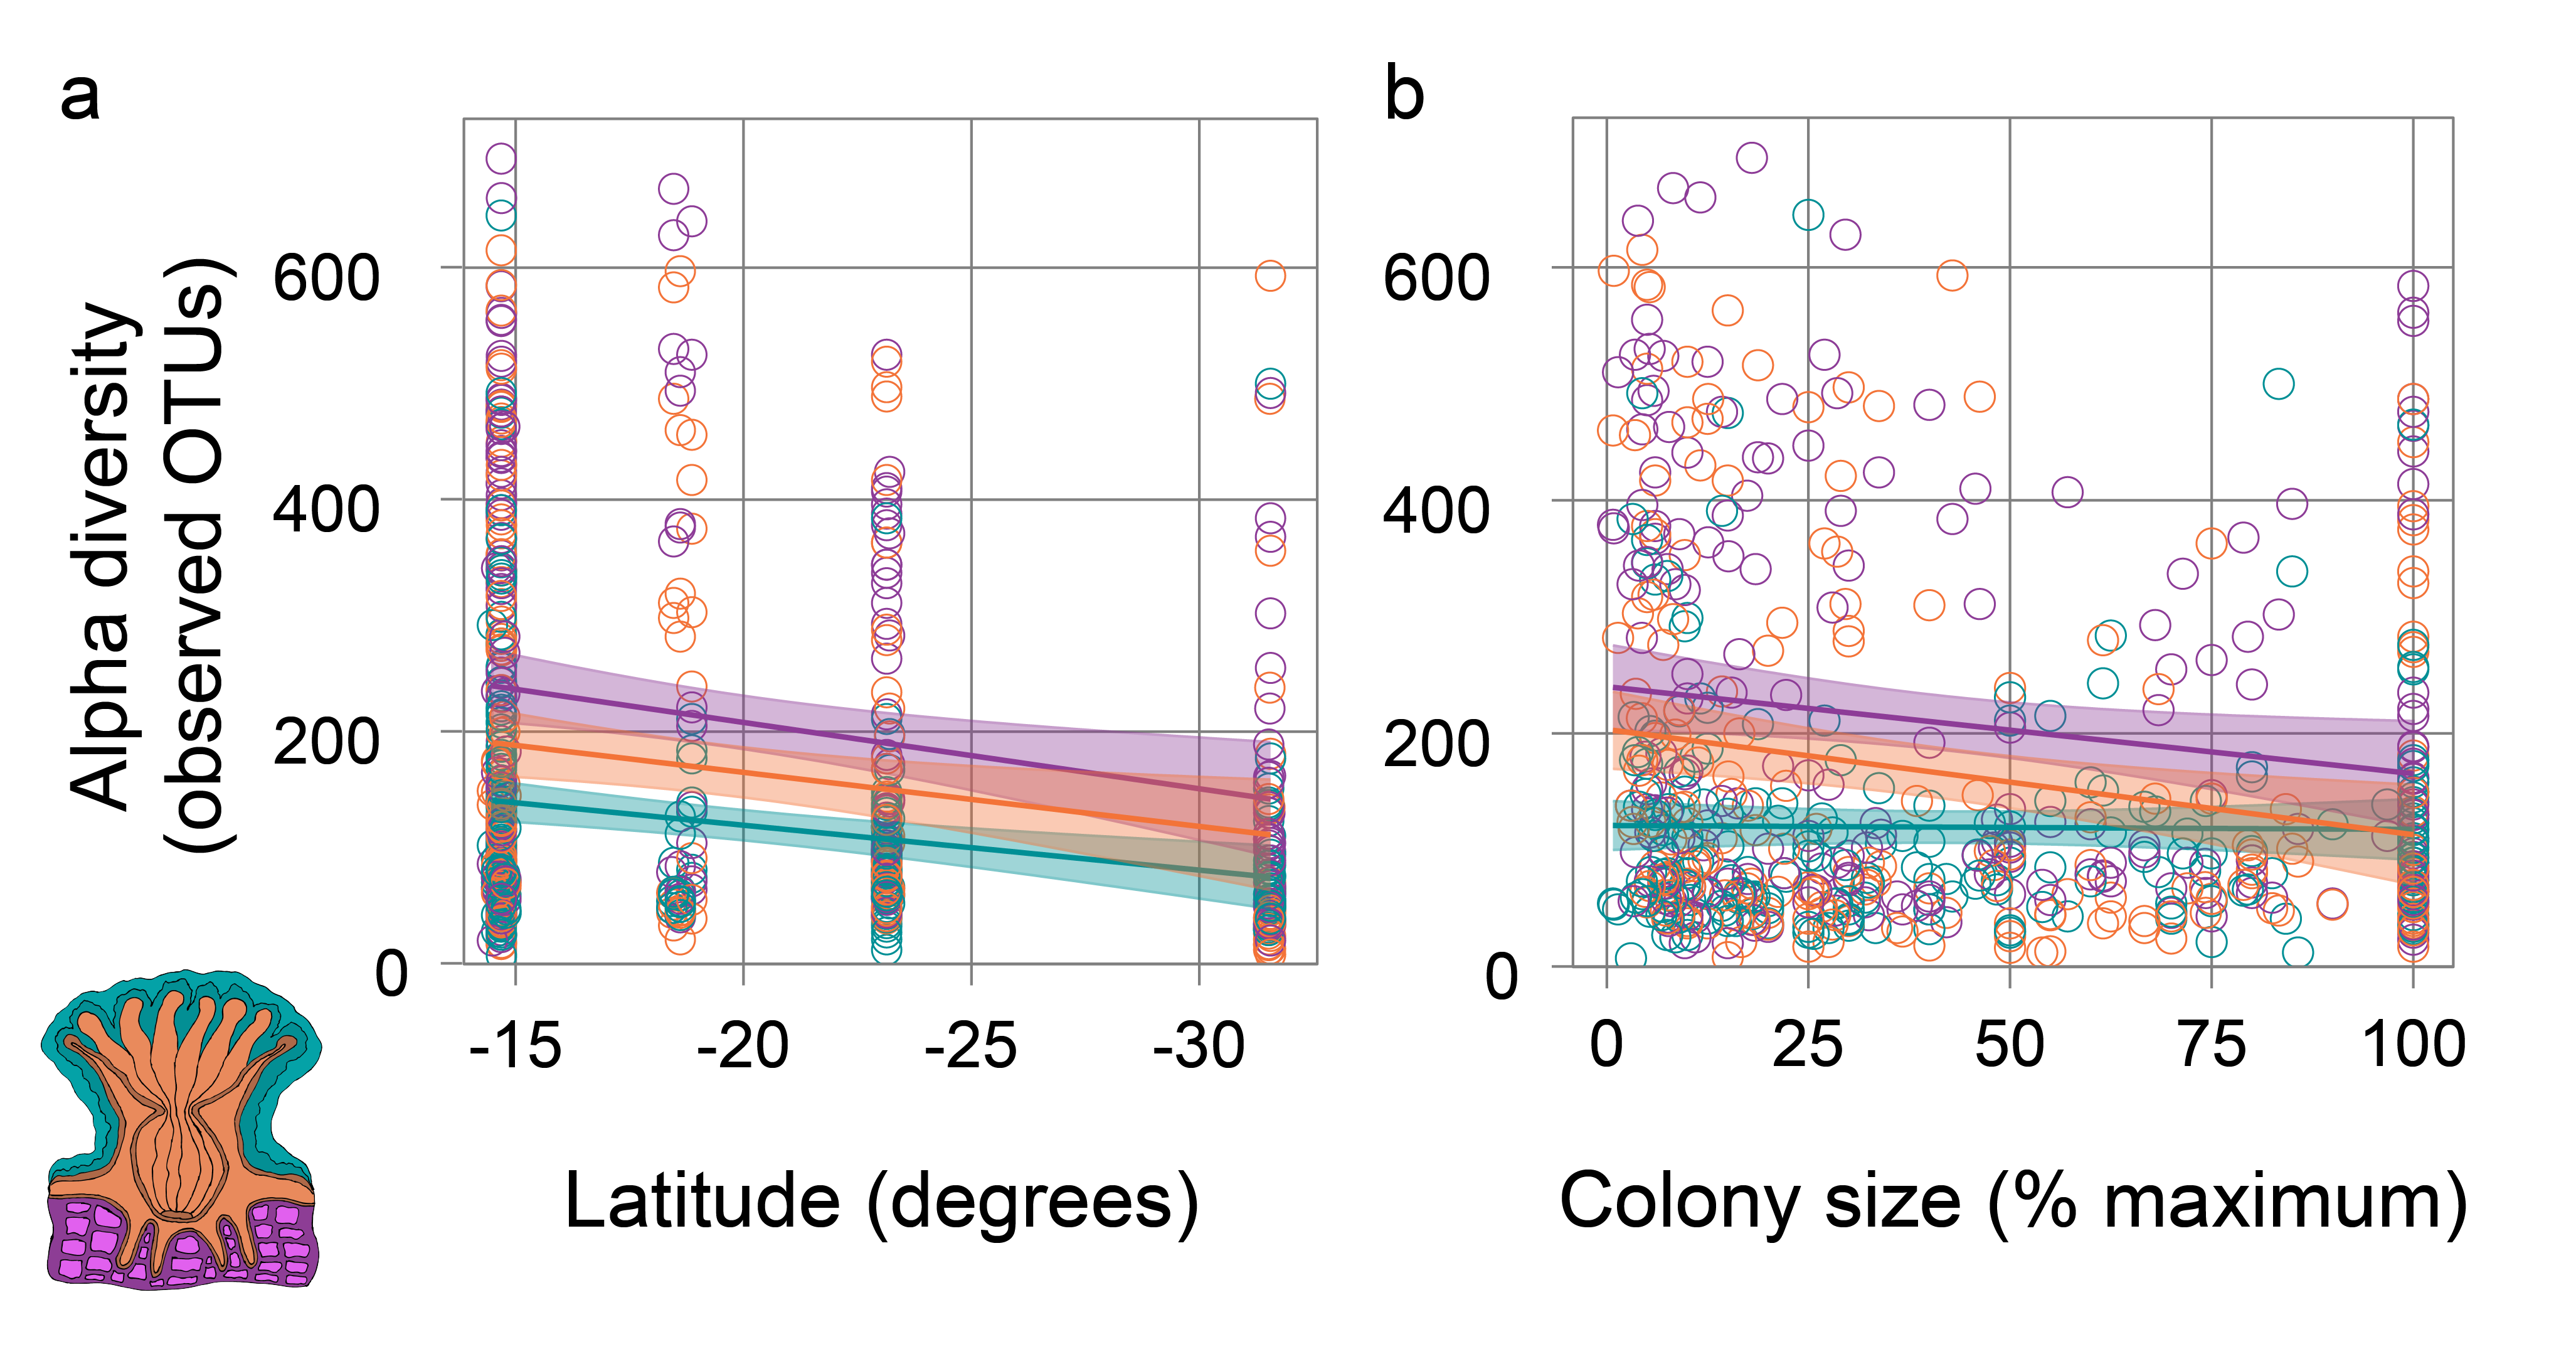 a
Alpha diversity
(observed OTUs)
600
400
200
0
-15 -20 -25 -30
Latitude (degrees)
b
600
400
200
0
0 25 50 75 100
Colony size (% maximum)